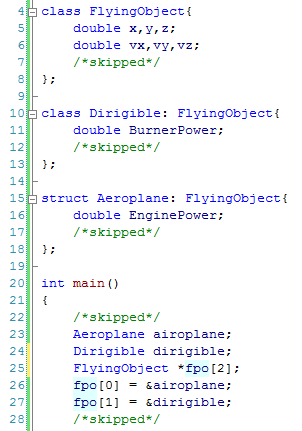 4 class FlyingObject{
5 double x,y,z;
6 double vx,vy,vz;
7 /*skipped*/
8 };
9
10 class Dirigible: FlyingObject{
11 double BurnerPower;
12 /*skipped*/
13 };
14
15 struct Aeroplane: FlyingObject{
16 double EnginePower;
17 /*skipped*/
18 };
19
20 int main()
21 {
22 /*skipped*/
23 Aeroplane airoplane;
24 Dirigible dirigible;
25 FlyingObject *fpo[2];
26 fpo[0] = &airoplane;
27 fpo[1] = &dirigible;
28 /*skipped*/